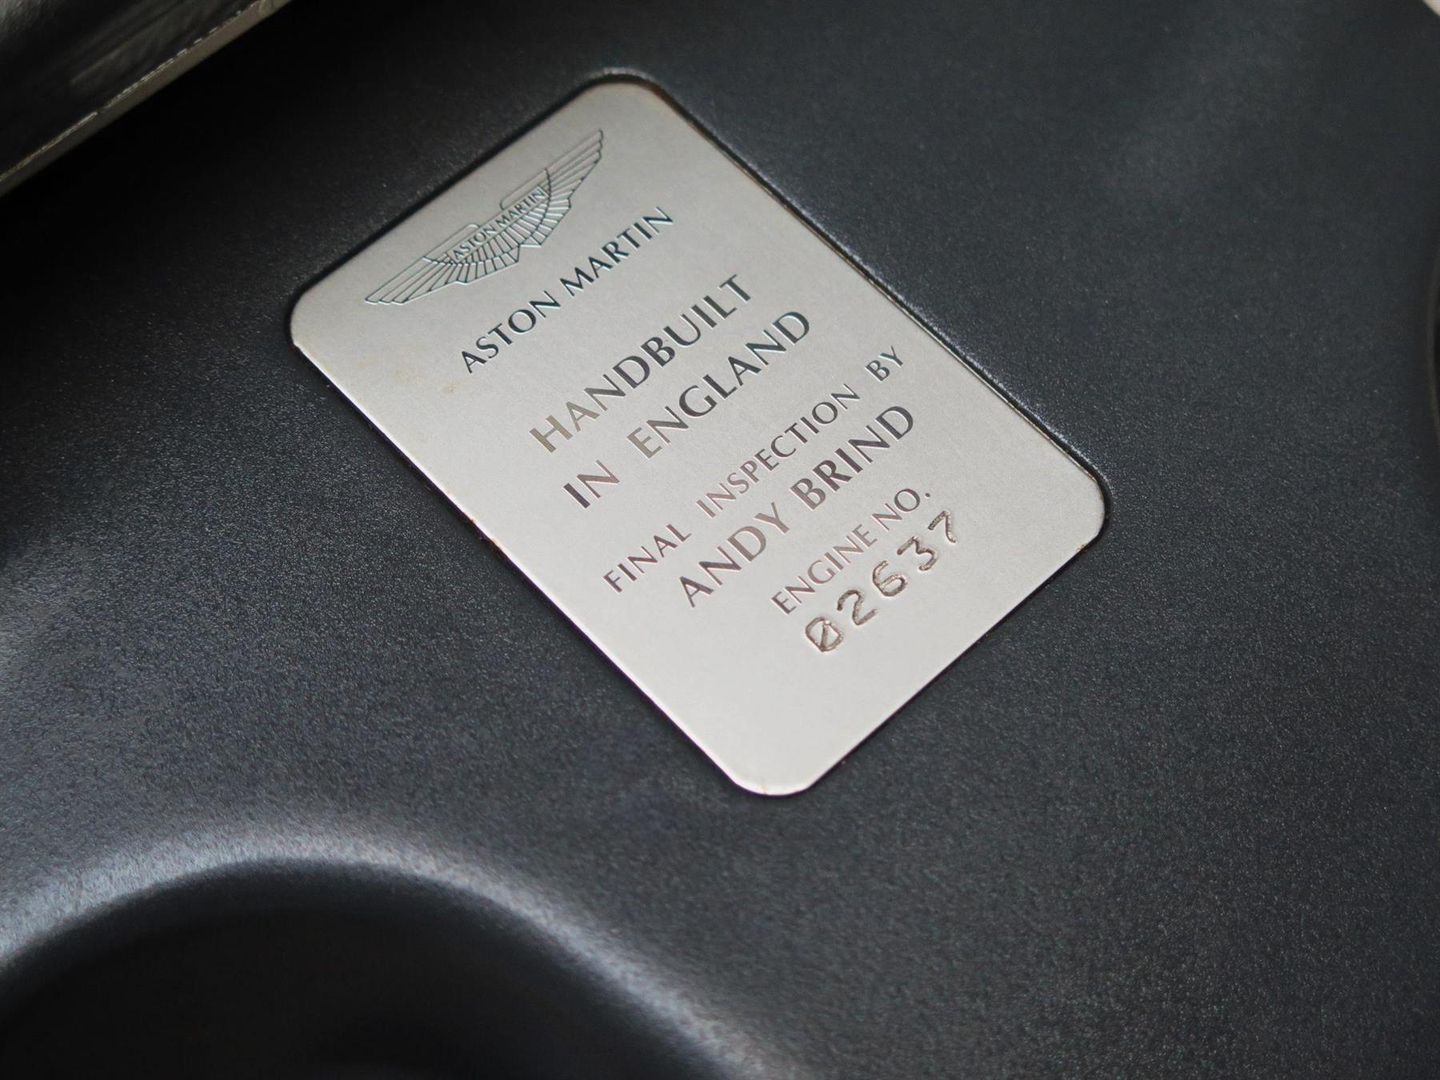 ASTON MARTIN
ASTON MARTIN
HANDBUILT
IN ENGLAND
FINAL INSPECTION BY
ANDY BRIND
ENGINE NO.
02637